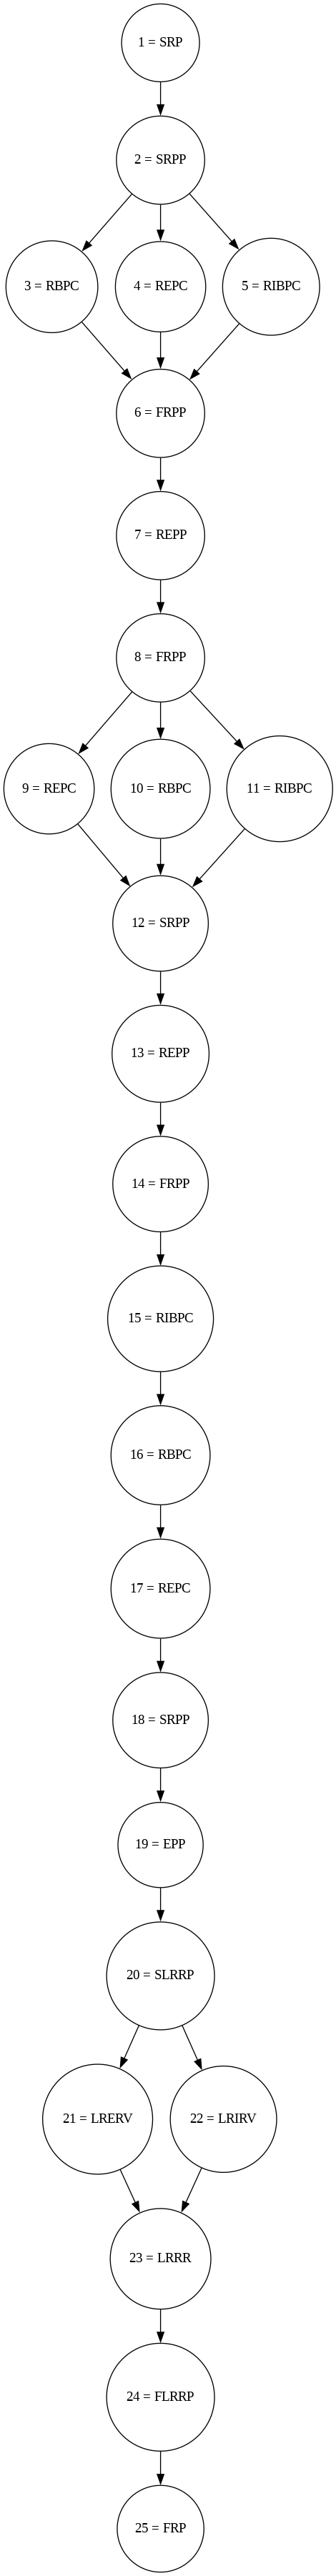 1 = SRP
2 = SRPP
3 = RBPC
4 = REPC
5 = RIBPC
6 = FRPP
7 = REPP
8 = FRPP
9 = REPC
10 = RBPC
11 = RIBPC
12 = SRPP
13 = REPP
14 = FRPP
15 = RIBPC
16 = RBPC
17 = REPC
18 = SRPP
19 = EPP
20 = SLRRP
21 = LRERV
22 = LRIRV
23 = LRRR
24 = FLRRP
25 = FRP